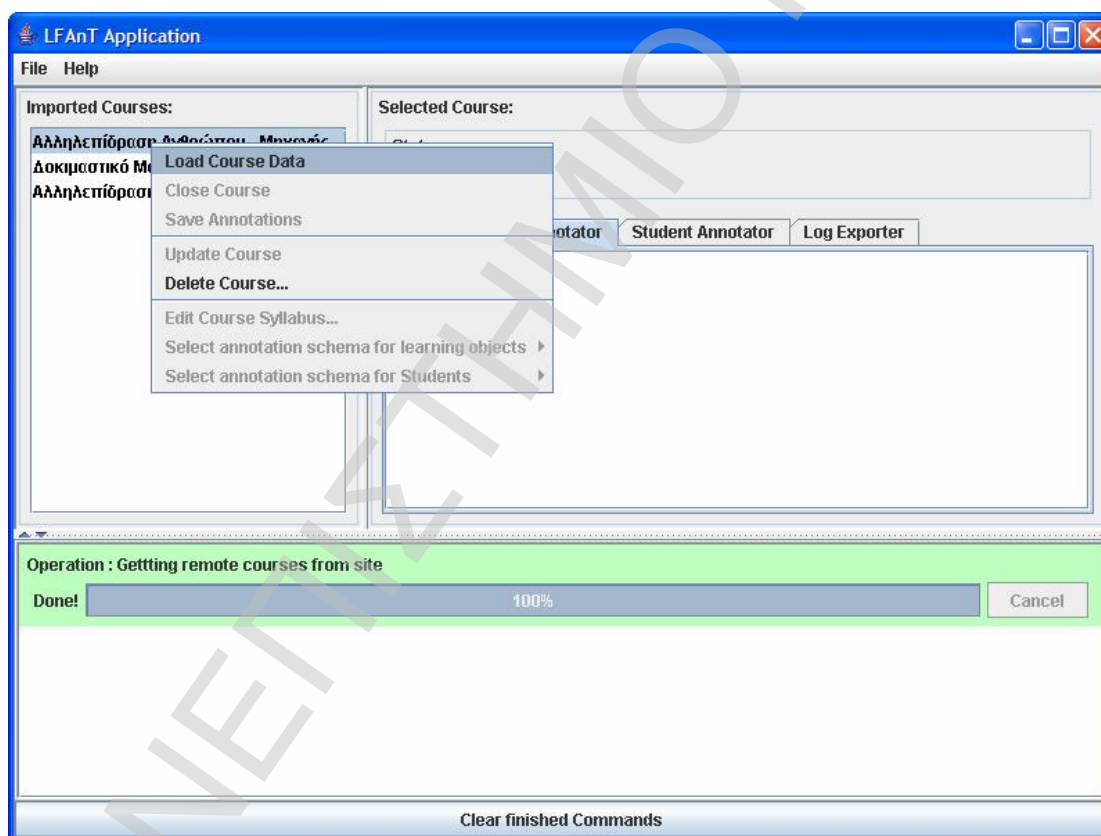 LFAnT Application
File Help
Imported Courses:
Αλληλεπίδραση Ανθρώπου - Μηχανής
Δοκιμαστικό
Αλληλεπίδραση
Selected Course:
Load Course Data
Close Course
Save Annotations
Update Course
Delete Course...
Edit Course Syllabus...
Select annotation schema for learning objects
Select annotation schema for Students
Student Annotator
Log Exporter
Operation : Gettting remote courses from site
Done! 100% Cancel
Clear finished Commands